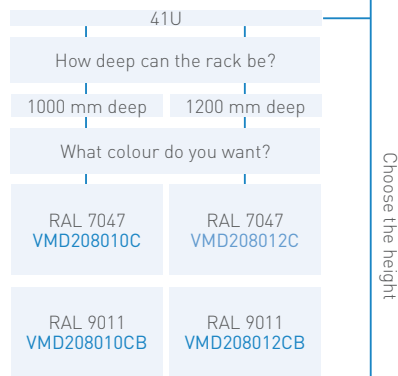 41U
How deep can the rack be?
1000 mm deep
1200 mm deep
What colour do you want?
RAL 7047
VMD208010C
RAL 7047
VMD208012C
RAL 9011
VMD208010CB
RAL 9011
VMD208012CB
Choose the height